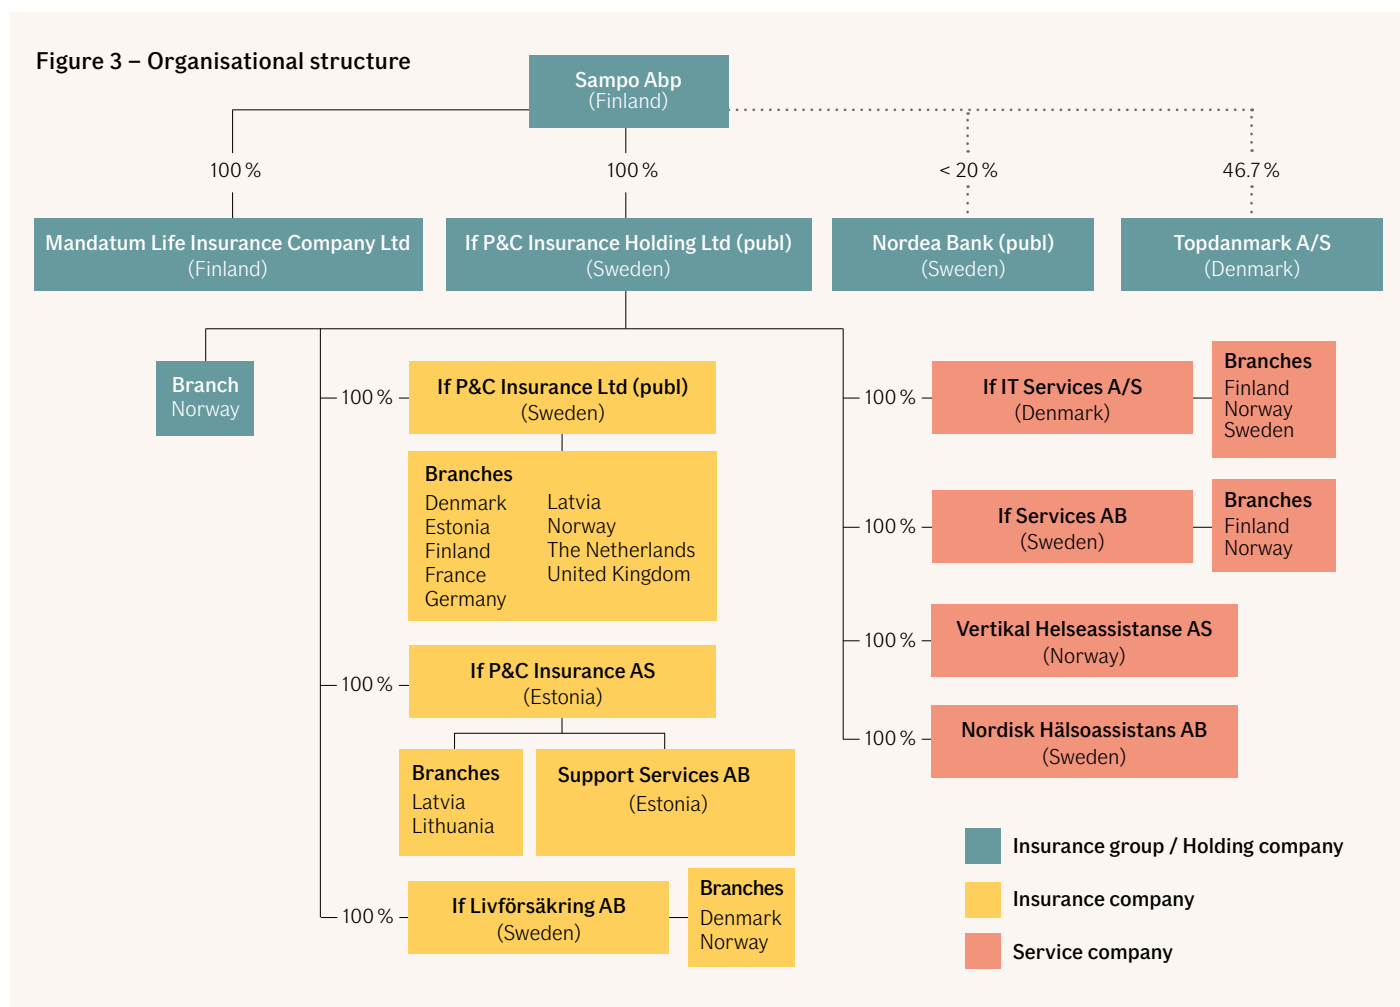 Figure 3 – Organisational structure
Sampo Abp
(Finland)
100 %
100 %
< 20 %
46.7 %
Mandatum Life Insurance Company Ltd
(Finland)
If P&C Insurance Holding Ltd (publ)
(Sweden)
Nordea Bank (publ)
(Sweden)
Topdanmark A/S
(Denmark)
Branch
Norway
100 %
If P&C Insurance Ltd (publ)
(Sweden)
Branches
Denmark
Estonia
Finland
France
Germany
Latvia
Norway
The Netherlands
United Kingdom
100 %
If P&C Insurance AS
(Estonia)
Branches
Latvia
Lithuania
Support Services AB
(Estonia)
100 %
If Livförsäkring AB
(Sweden)
Branches
Denmark
Norway
100 %
If IT Services A/S
(Denmark)
Branches
Finland
Norway
Sweden
100 %
If Services AB
(Sweden)
Branches
Finland
Norway
100 %
Vertikal Helseassistanse AS
(Norway)
100 %
Nordisk Hälsoassistans AB
(Sweden)
Insurance group / Holding company
Insurance company
Service company